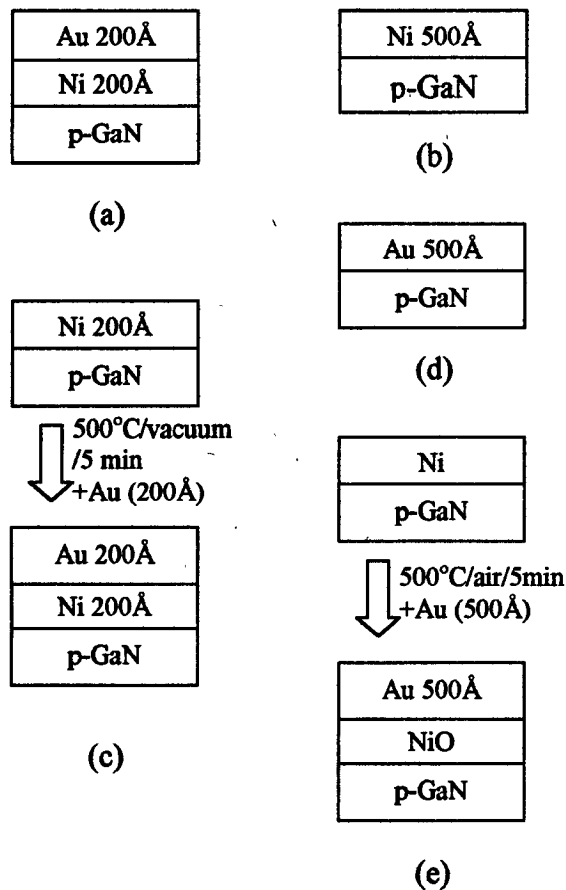 Au 200Å
Ni 200Å
p-GaN
(a)
Ni 500Å
p-GaN
(b)
Ni 200Å
p-GaN
500°C/vacuum
/5 min
+Au (200Å)
Au 200Å
Ni 200Å
p-GaN
(c)
Au 500Å
p-GaN
(d)
Ni
p-GaN
500°C/air/5min
+Au (500Å)
Au 500Å
NiO
p-GaN
(e)